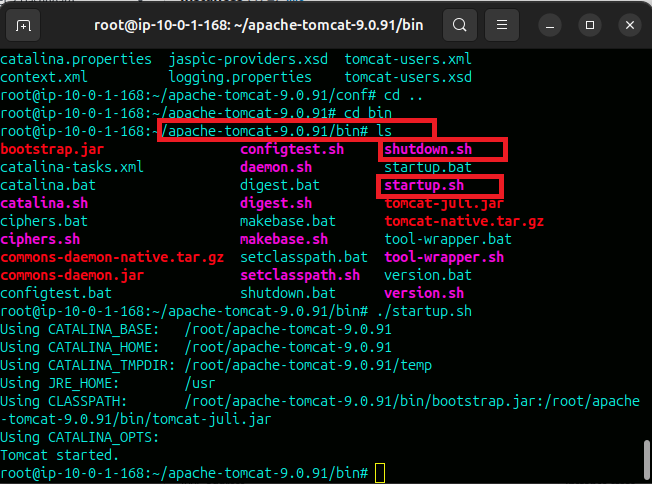 root@ip-10-0-1-168: ~/apache-tomcat-9.0.91/bin
catalina.properties  jaspic-providers.xsd  tomcat-users.xml
context.xml          logging.properties    tomcat-users.xsd
root@ip-10-0-1-168:~/apache-tomcat-9.0.91/conf# cd ..
root@ip-10-0-1-168:~/apache-tomcat-9.0.91# cd bin
root@ip-10-0-1-168:~/apache-tomcat-9.0.91/bin# ls
bootstrap.jar                 configtest.sh     shutdown.sh
catalina-tasks.xml            daemon.sh         startup.bat
catalina.bat                  digest.bat        startup.sh
catalina.sh                   digest.sh         tomcat-juli.jar
ciphers.bat                   makebase.bat      tomcat-native.tar.gz
ciphers.sh                    makebase.sh       tool-wrapper.bat
commons-daemon-native.tar.gz  setclasspath.bat  tool-wrapper.sh
commons-daemon.jar            setclasspath.sh   version.bat
configtest.bat                shutdown.bat      version.sh
root@ip-10-0-1-168:~/apache-tomcat-9.0.91/bin# ./startup.sh
Using CATALINA_BASE:   /root/apache-tomcat-9.0.91
Using CATALINA_HOME:   /root/apache-tomcat-9.0.91
Using CATALINA_TMPDIR: /root/apache-tomcat-9.0.91/temp
Using JRE_HOME:        /usr
Using CLASSPATH:       /root/apache-tomcat-9.0.91/bin/bootstrap.jar:/root/apache
-tomcat-9.0.91/bin/tomcat-juli.jar
Using CATALINA_OPTS:
Tomcat started.
root@ip-10-0-1-168:~/apache-tomcat-9.0.91/bin#